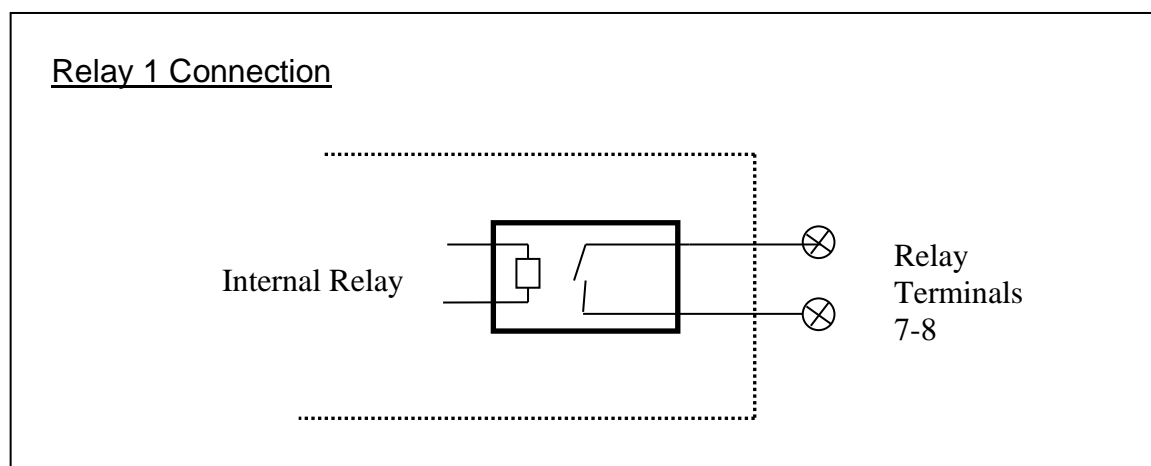 Relay 1 Connection
Internal Relay
Relay
Terminals
7-8